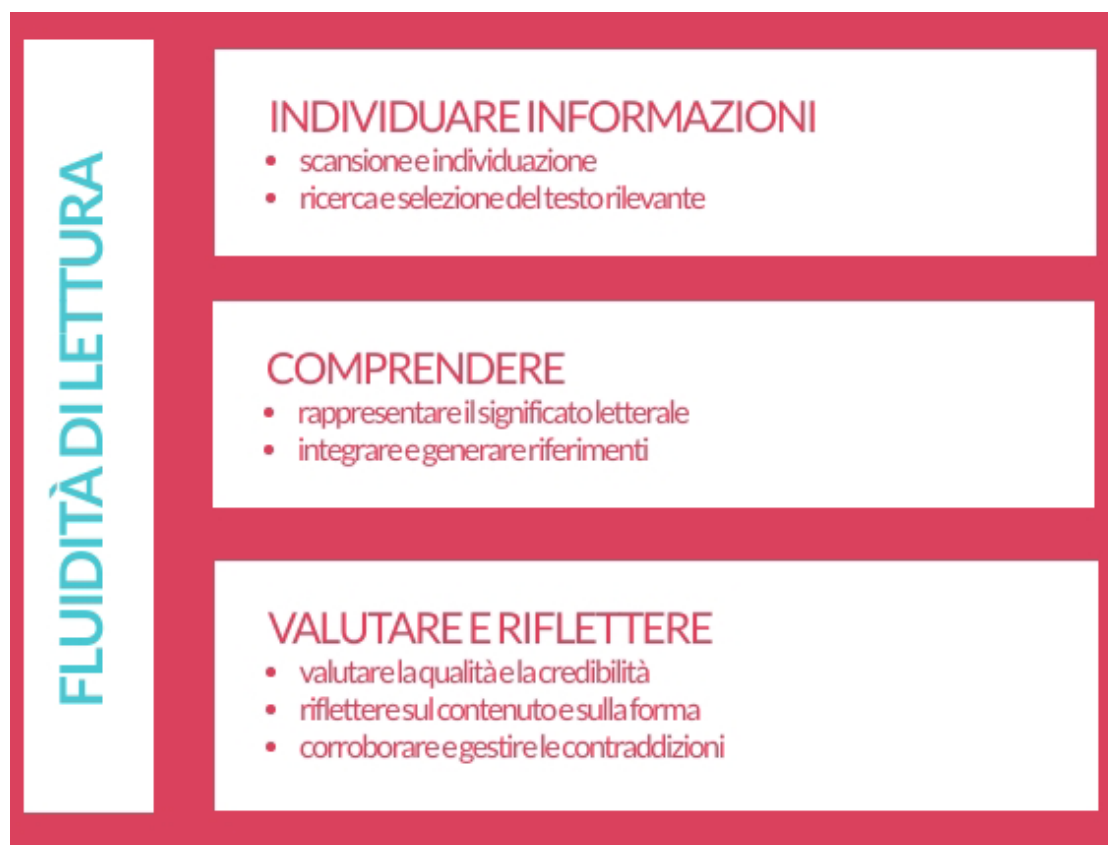 FLUIDITÀ DI LETTURA
INDIVIDUARE INFORMAZIONI
• scansione e individuazione
• ricerca e selezione del testo rilevante
COMPRENDERE
• rappresentare il significato letterale
• integrare e generare riferimenti
VALUTARE E RIFLETTERE
• valutare la qualità e la credibilità
• riflettere sul contenuto e sulla forma
• corroborare e gestire le contraddizioni